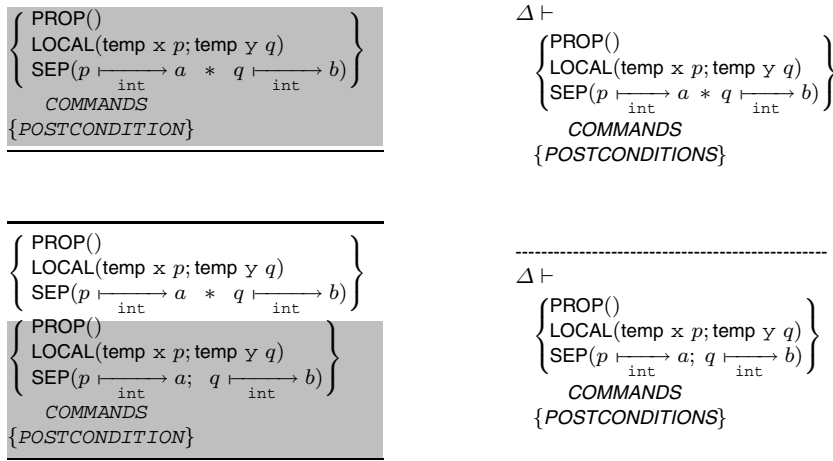 PROP()
LOCAL(temp x p; temp y q)
SEP(p ↦ a * q ↦ b)
int int
COMMANDS
{POSTCONDITION}
PROP()
LOCAL(temp x p; temp y q)
SEP(p ↦ a * q ↦ b)
int int
PROP()
LOCAL(temp x p; temp y q)
SEP(p ↦ a; q ↦ b)
int int
COMMANDS
{POSTCONDITION}
Δ ⊢
PROP()
LOCAL(temp x p; temp y q)
SEP(p ↦ a * q ↦ b)
int int
COMMANDS
{POSTCONDITIONS}
Δ ⊢
PROP()
LOCAL(temp x p; temp y q)
SEP(p ↦ a; q ↦ b)
int int
COMMANDS
{POSTCONDITIONS}